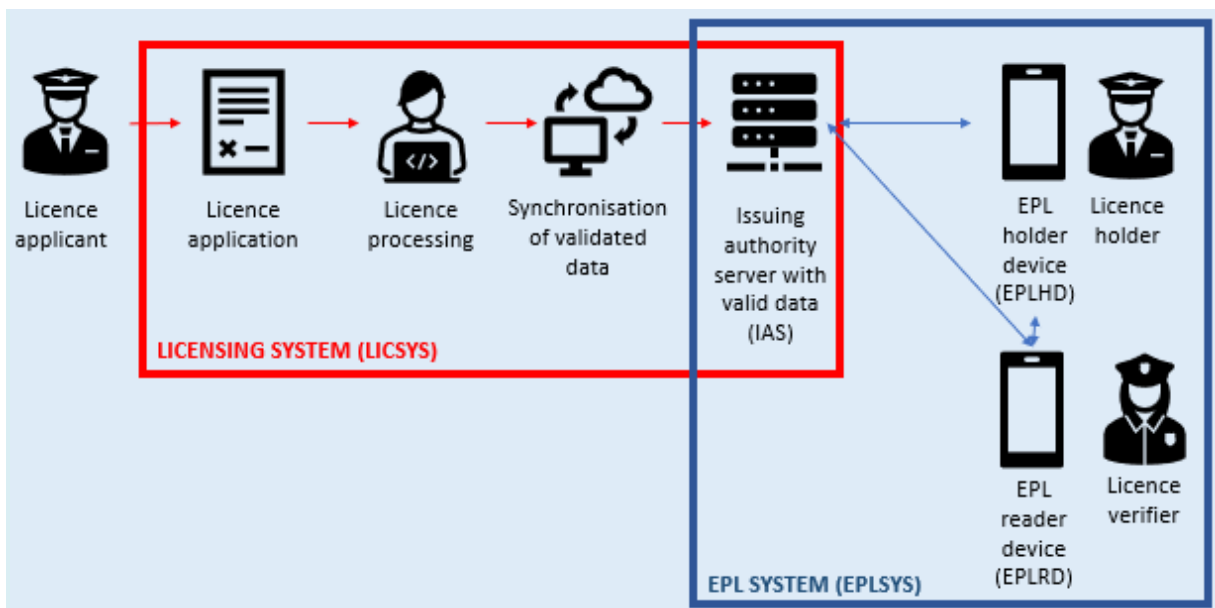 Licence
applicant
Licence
application
Licence
processing
Synchronisation
of validated
data
Issuing
authority
server with
valid data
(IAS)
EPL
holder
device
(EPLHD)
Licence
holder
LICENSING SYSTEM (LICSYS)
EPL
reader
device
(EPLRD)
Licence
verifier
EPL SYSTEM (EPLSYS)